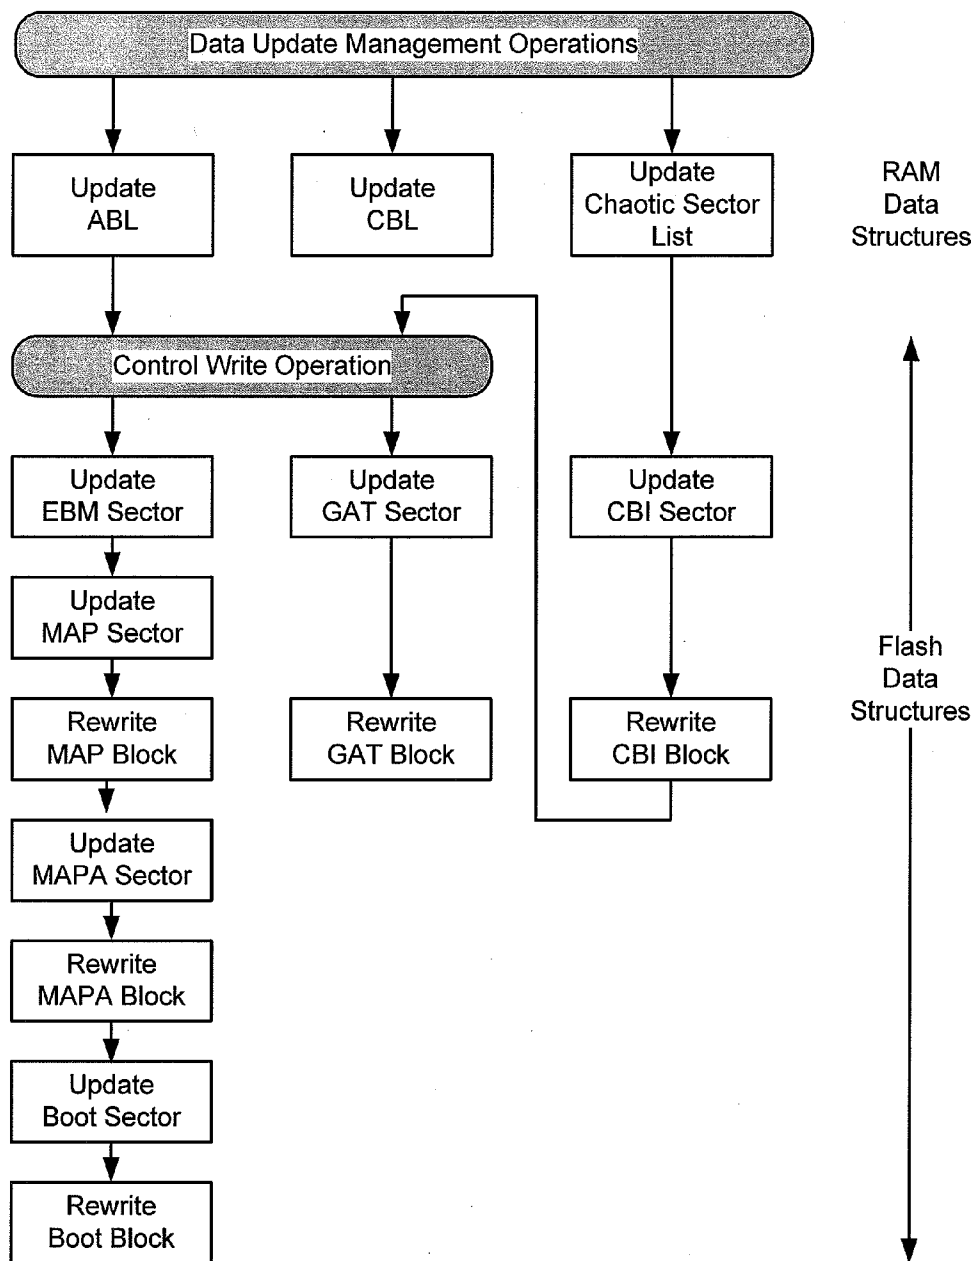 Data Update Management Operations
Update
ABL
Update
CBL
Update
Chaotic Sector
List
RAM
Data
Structures
Control Write Operation
Update
EBM Sector
Update
GAT Sector
Update
CBI Sector
Update
MAP Sector
Rewrite
MAP Block
Rewrite
GAT Block
Rewrite
CBI Block
Flash
Data
Structures
Update
MAPA Sector
Rewrite
MAPA Block
Update
Boot Sector
Rewrite
Boot Block